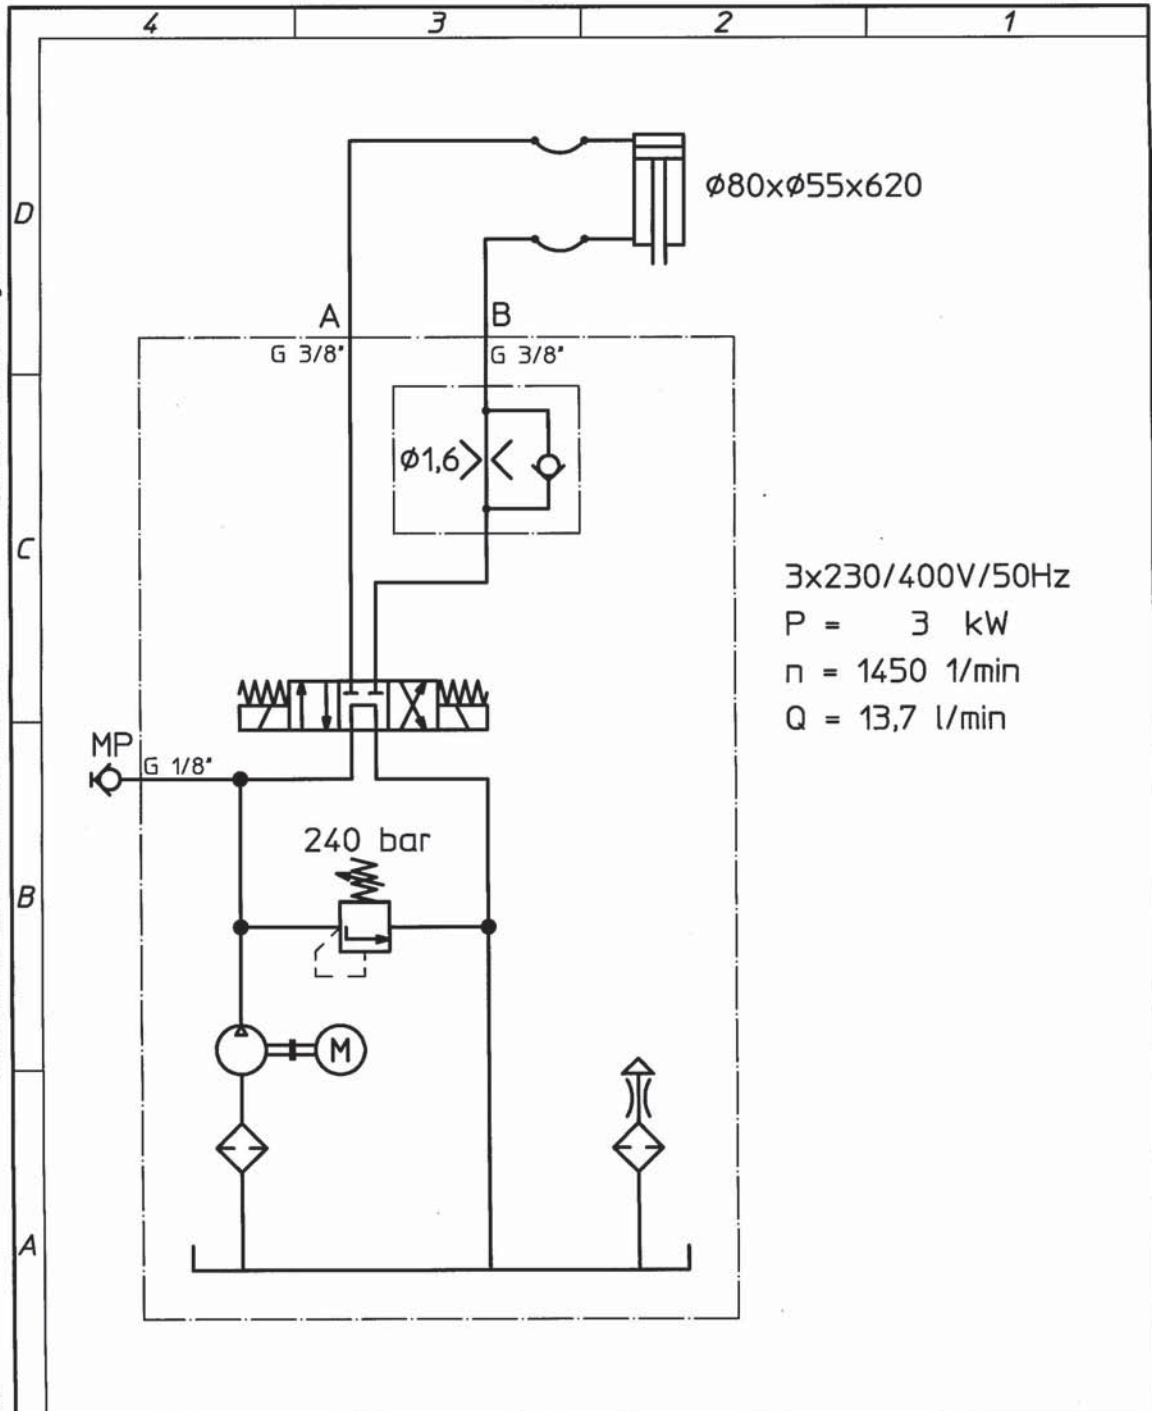 4 3 2 1
Ø80xØ55x620
D
A B
G 3/8" G 3/8"
Ø1,6
C
3x230/400V/50Hz
P = 3 kW
n = 1450 1/min
Q = 13,7 l/min
MP
G 1/8"
240 bar
B
M
A